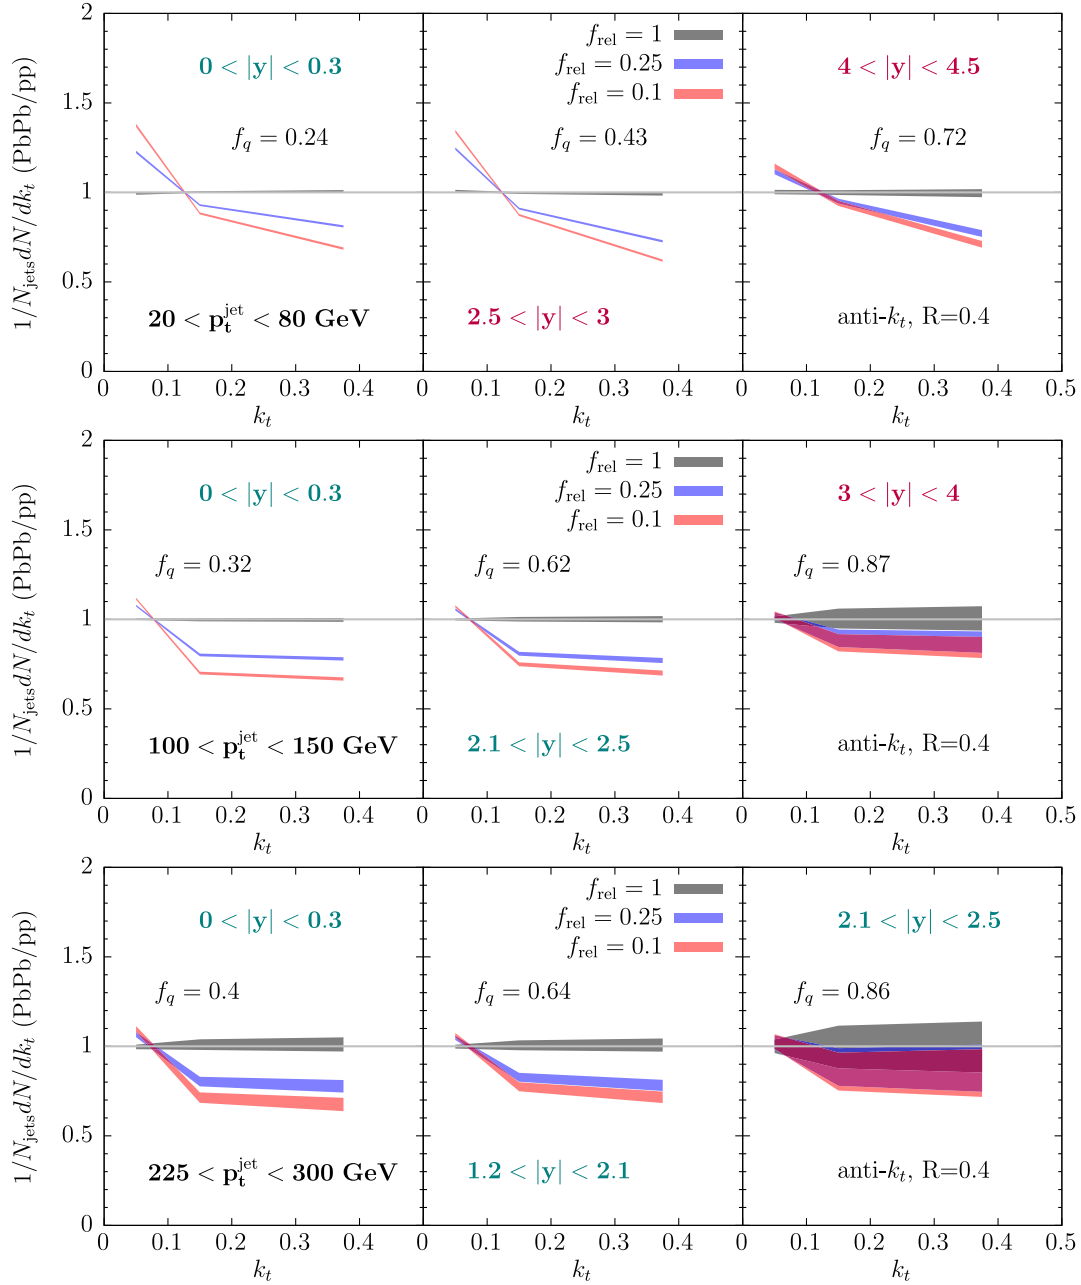 1/N_jets dN/dk_t (PbPb/pp)
2
1.5
1
0.5
0
0 < |y| < 0.3
f_q = 0.24
20 < p_t^jet < 80 GeV
0 0.1 0.2 0.3 0.4
k_t
f_rel = 1
f_rel = 0.25
f_rel = 0.1
f_q = 0.43
2.5 < |y| < 3
0 0.1 0.2 0.3 0.4
k_t
4 < |y| < 4.5
f_q = 0.72
anti-k_t, R=0.4
0 0.1 0.2 0.3 0.4 0.5
k_t
1/N_jets dN/dk_t (PbPb/pp)
2
1.5
1
0.5
0
0 < |y| < 0.3
f_q = 0.32
100 < p_t^jet < 150 GeV
0 0.1 0.2 0.3 0.4
k_t
f_rel = 1
f_rel = 0.25
f_rel = 0.1
f_q = 0.62
2.1 < |y| < 2.5
0 0.1 0.2 0.3 0.4
k_t
3 < |y| < 4
f_q = 0.87
anti-k_t, R=0.4
0 0.1 0.2 0.3 0.4 0.5
k_t
1/N_jets dN/dk_t (PbPb/pp)
2
1.5
1
0.5
0
0 < |y| < 0.3
f_q = 0.4
225 < p_t^jet < 300 GeV
0 0.1 0.2 0.3 0.4
k_t
f_rel = 1
f_rel = 0.25
f_rel = 0.1
f_q = 0.64
1.2 < |y| < 2.1
0 0.1 0.2 0.3 0.4
k_t
2.1 < |y| < 2.5
f_q = 0.86
anti-k_t, R=0.4
0 0.1 0.2 0.3 0.4 0.5
k_t